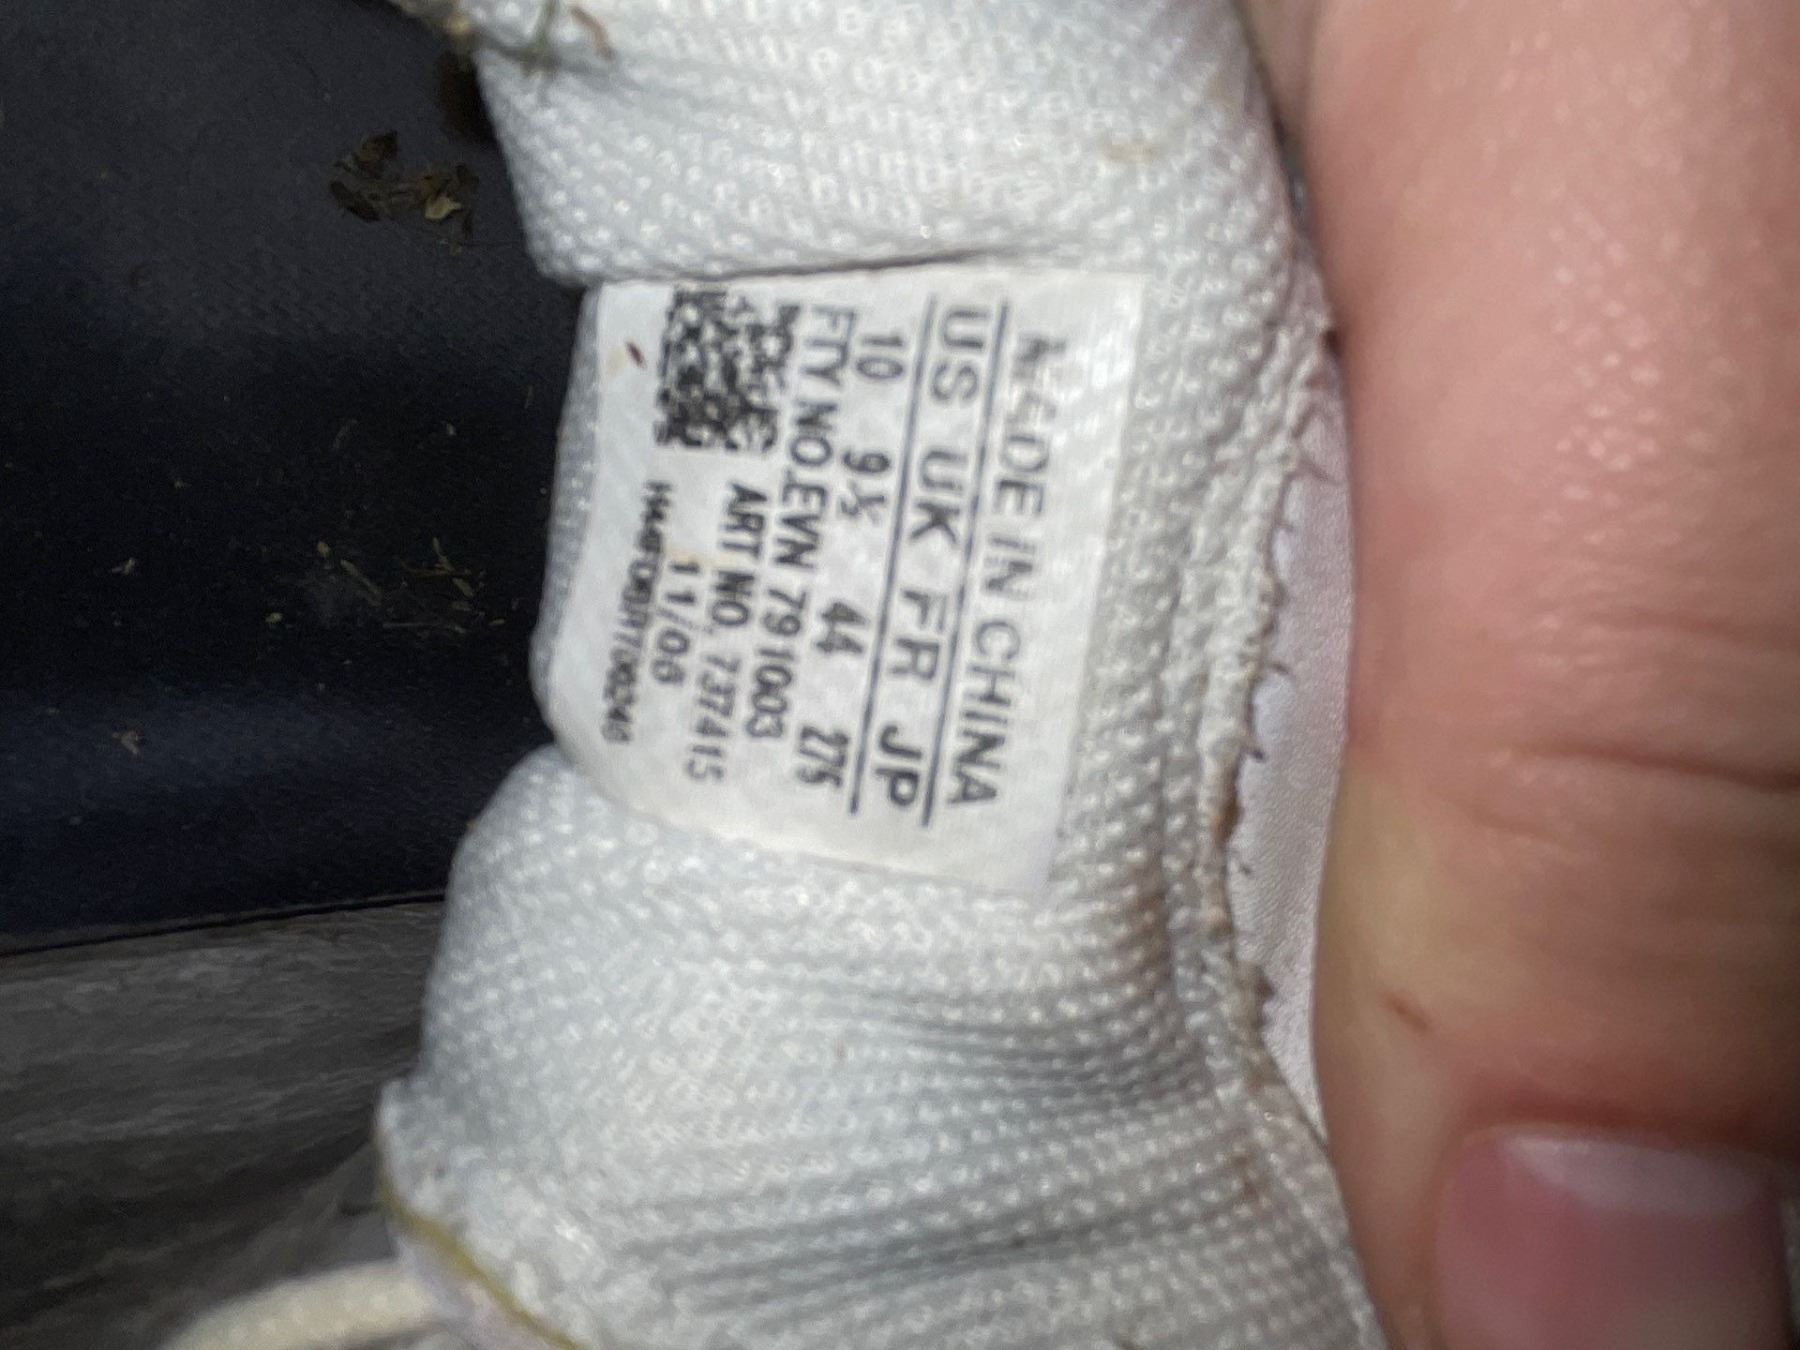 MADE IN CHINA
US UK FR JP
10 9½ 44 275
FTY NO.EVN 791003
ART NO. 737415
11/06